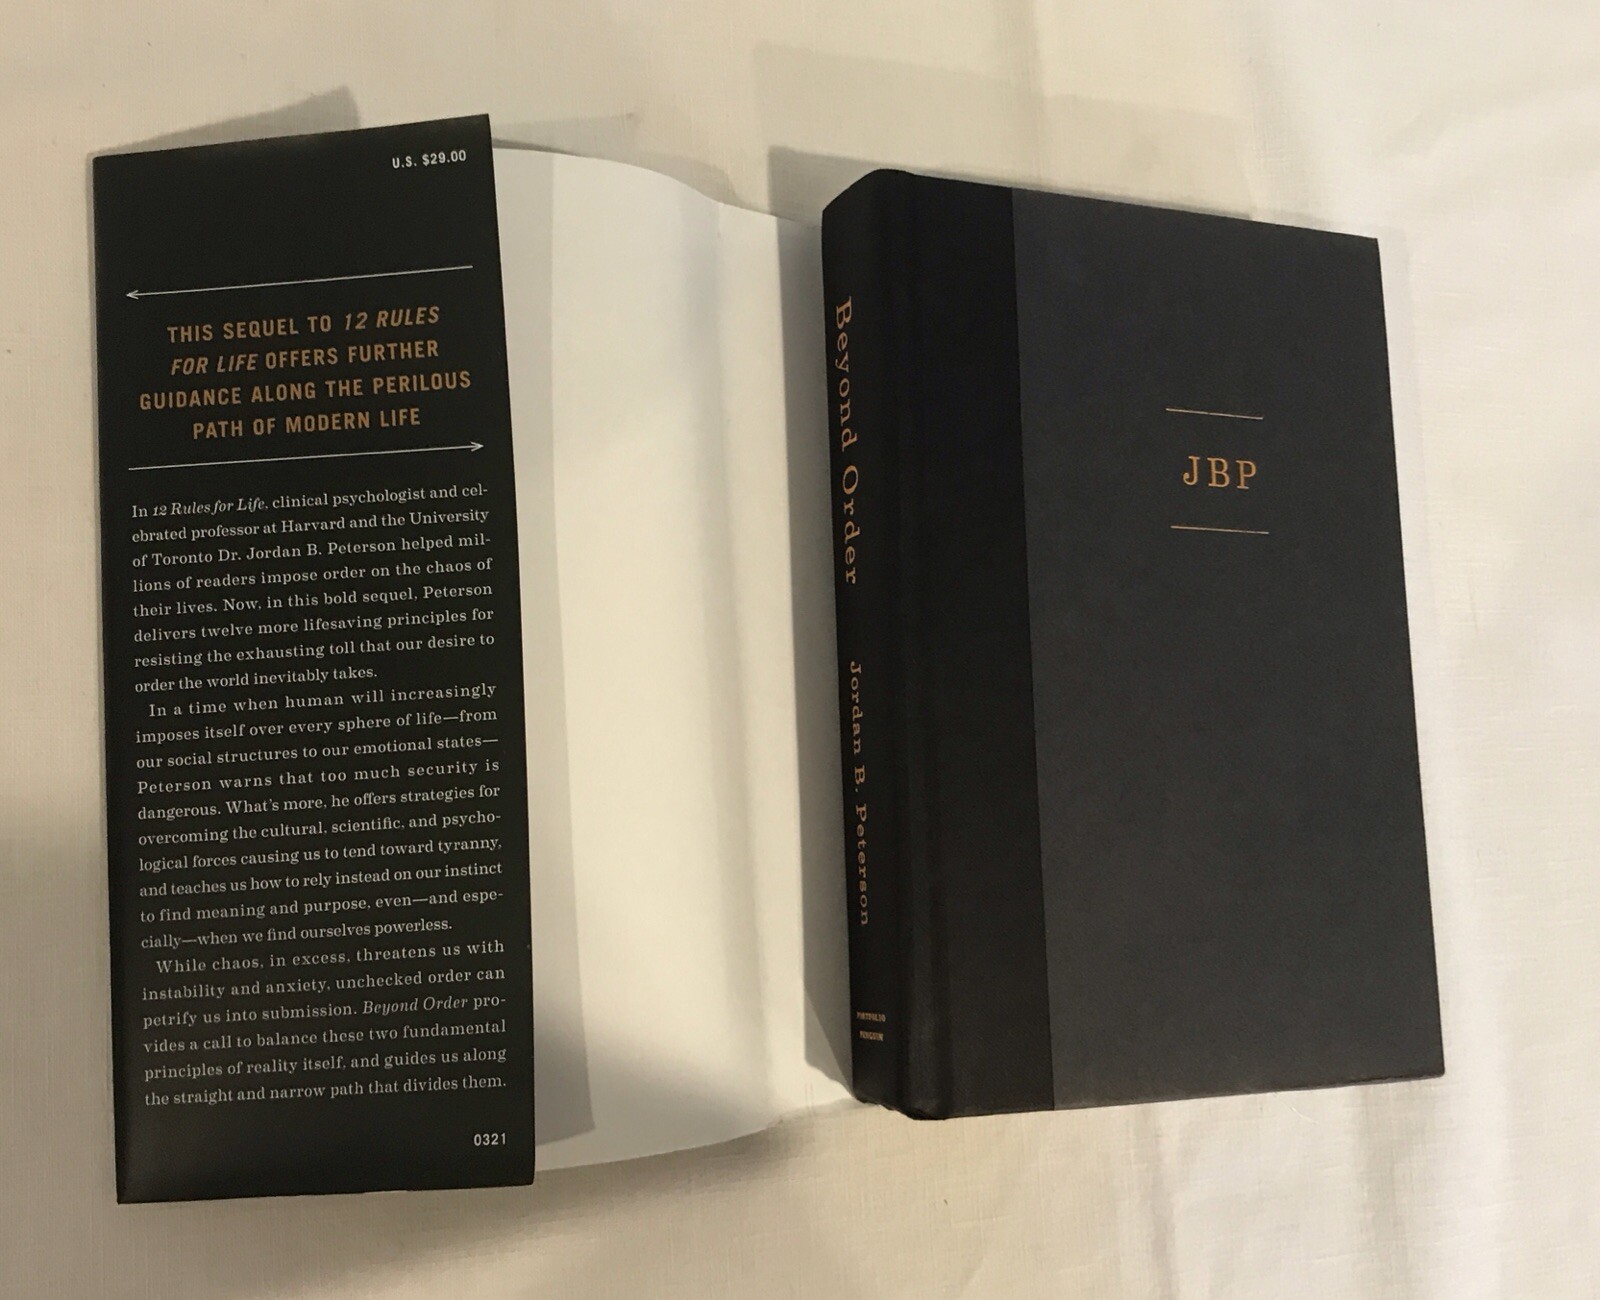 U.S. $29.00
THIS SEQUEL TO 12 RULES
FOR LIFE OFFERS FURTHER
GUIDANCE ALONG THE PERILOUS
PATH OF MODERN LIFE
In 12 Rules for Life, clinical psychologist and cel-
ebrated professor at Harvard and the University
of Toronto Dr. Jordan B. Peterson helped mil-
lions of readers impose order on the chaos of
their lives. Now, in this bold sequel, Peterson
delivers twelve more lifesaving principles for
resisting the exhausting toll that our desire to
order the world inevitably takes.
In a time when human will increasingly
imposes itself over every sphere of life—from
our social structures to our emotional states—
Peterson warns that too much security is
dangerous. What's more, he offers strategies for
overcoming the cultural, scientific, and psycho-
logical forces causing us to tend toward tyranny,
and teaches us how to rely instead on our instinct
to find meaning and purpose, even—and espe-
cially—when we find ourselves powerless.
While chaos, in excess, threatens us with
instability and anxiety, unchecked order can
petrify us into submission. Beyond Order pro-
vides a call to balance these two fundamental
principles of reality itself, and guides us along
the straight and narrow path that divides them.
0321
Beyond Order
Jordan B. Peterson
PORTFOLIO
PENGUIN
JBP